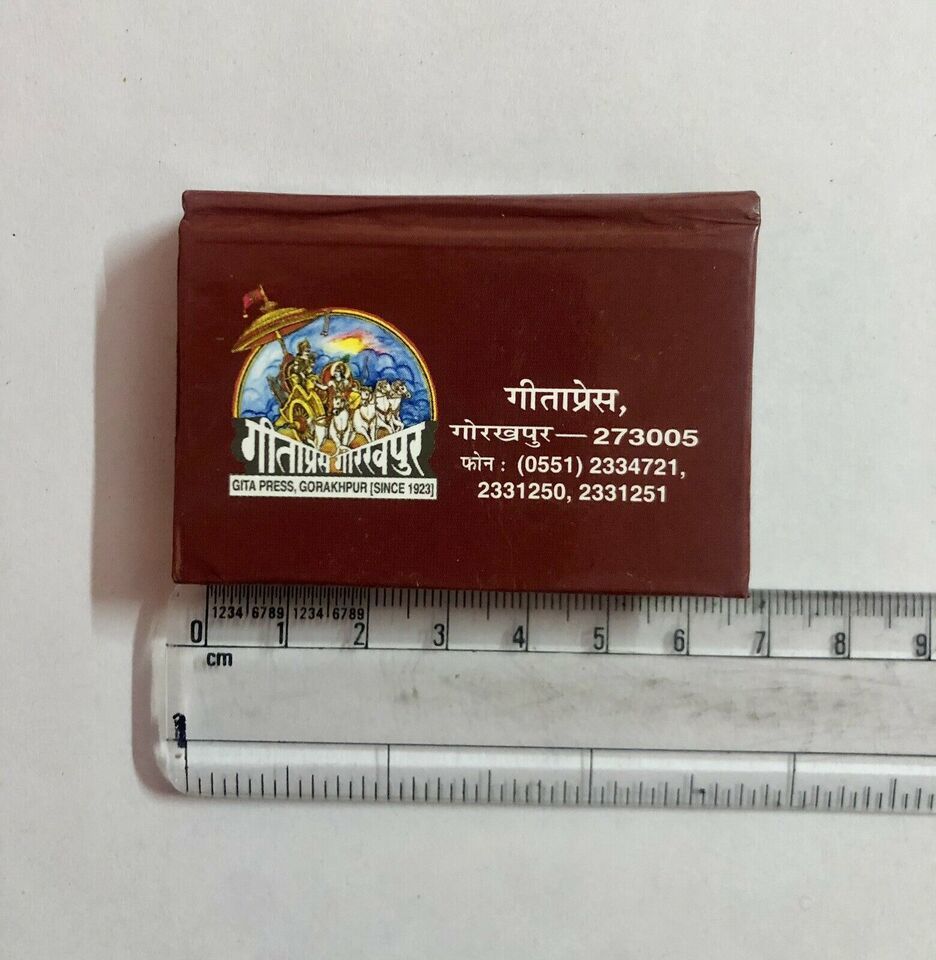 गीताप्रेस गोरखपुर
GITA PRESS, GORAKHPUR [SINCE 1923]
गीताप्रेस,
गोरखपुर — 273005
फोन : (0551) 2334721,
2331250, 2331251
1234 6789 1234 6789
0 1 2 3 4 5 6 7 8 9
cm